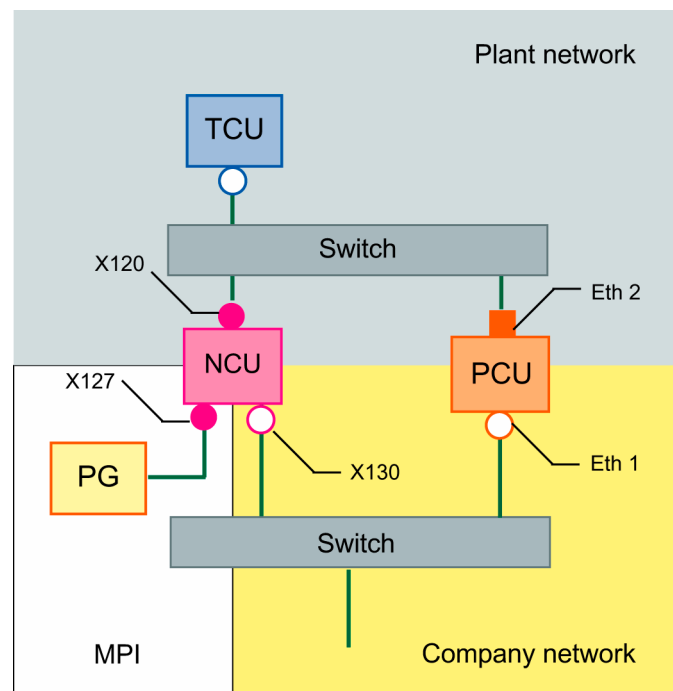 Plant network
TCU
Switch
X120
Eth 2
NCU
PCU
X127
PG
X130
Eth 1
Switch
MPI
Company network